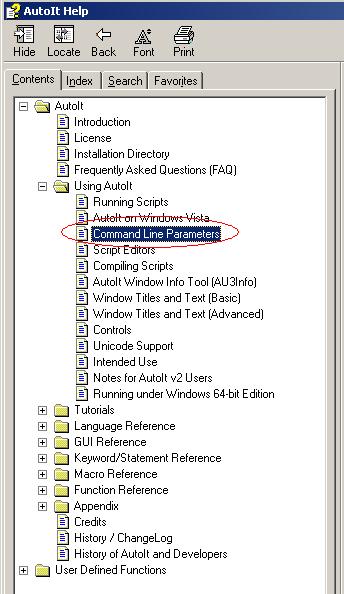 AutoIt Help
Hide Locate Back Font Print
Contents Index Search Favorites
AutoIt
Introduction
License
Installation Directory
Frequently Asked Questions (FAQ)
Using AutoIt
Running Scripts
AutoIt on Windows Vista
Command Line Parameters
Script Editors
Compiling Scripts
AutoIt Window Info Tool (AU3Info)
Window Titles and Text (Basic)
Window Titles and Text (Advanced)
Controls
Unicode Support
Intended Use
Notes for AutoIt v2 Users
Running under Windows 64-bit Edition
Tutorials
Language Reference
GUI Reference
Keyword/Statement Reference
Macro Reference
Function Reference
Appendix
Credits
History / ChangeLog
History of AutoIt and Developers
User Defined Functions